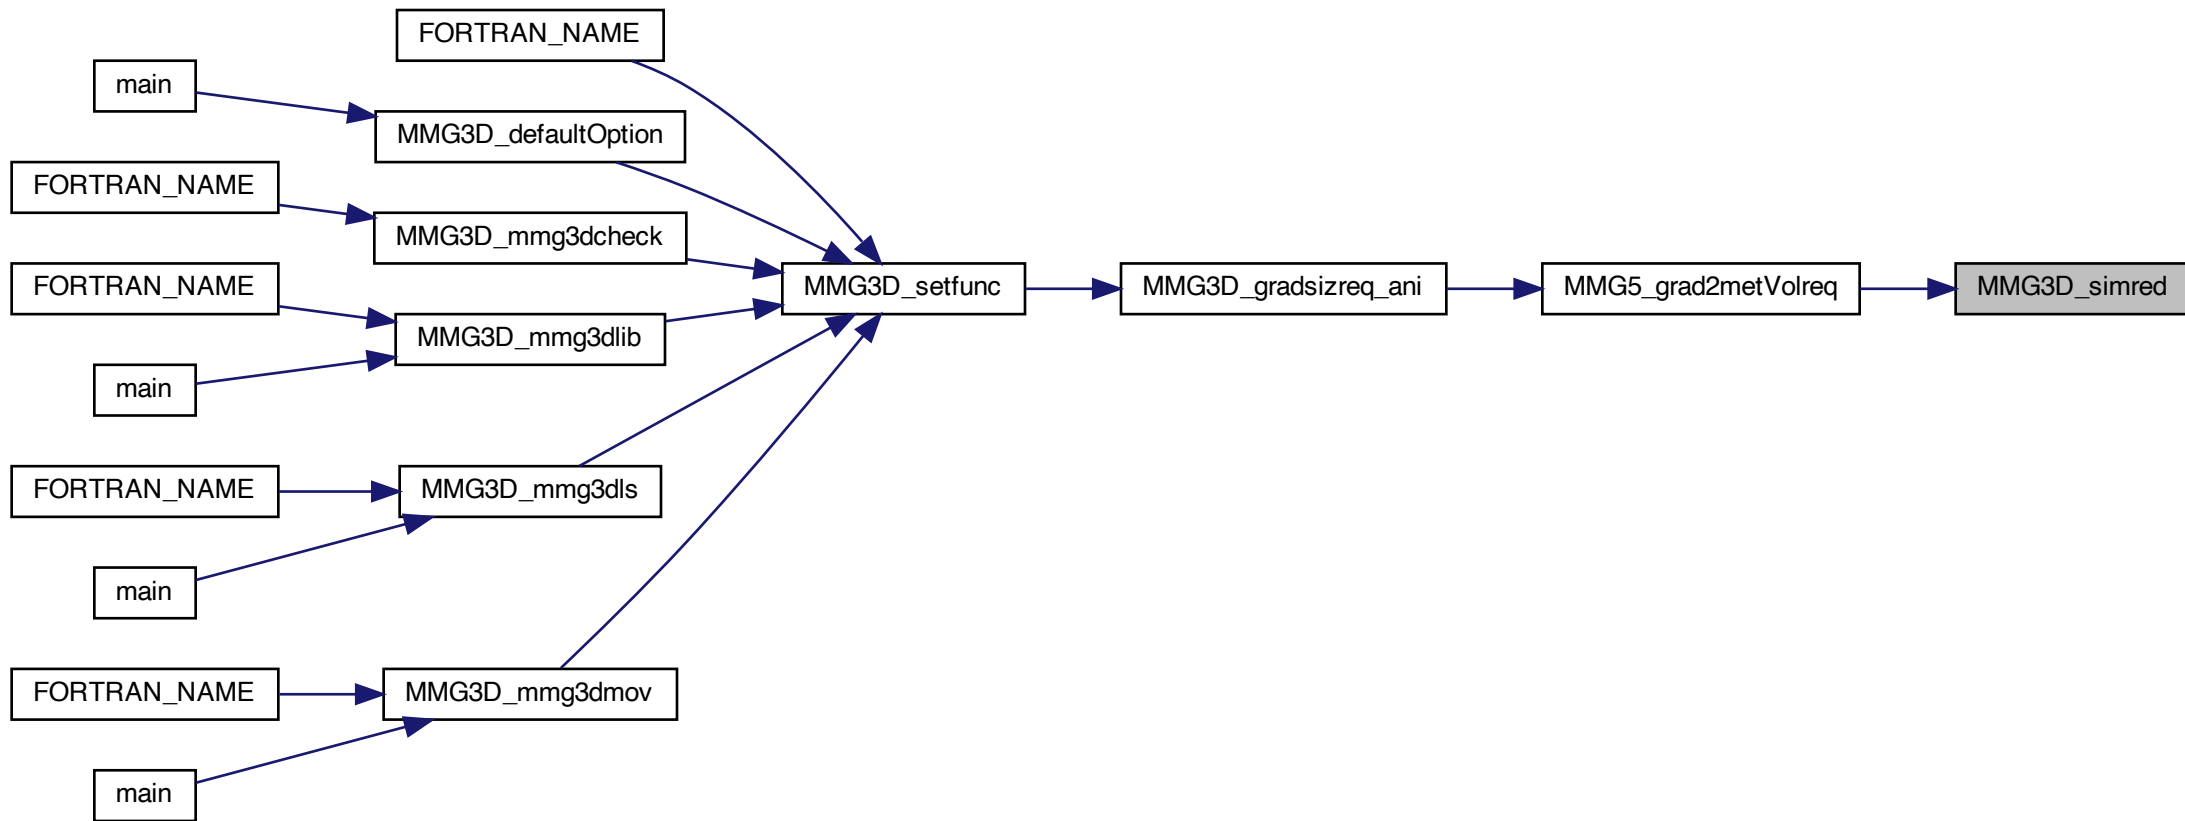 FORTRAN_NAME
main
MMG3D_defaultOption
FORTRAN_NAME
MMG3D_mmg3dcheck
FORTRAN_NAME
MMG3D_setfunc
MMG3D_gradsizreq_ani
MMG5_grad2metVolreq
MMG3D_simred
MMG3D_mmg3dlib
main
FORTRAN_NAME
MMG3D_mmg3dls
main
FORTRAN_NAME
MMG3D_mmg3dmov
main